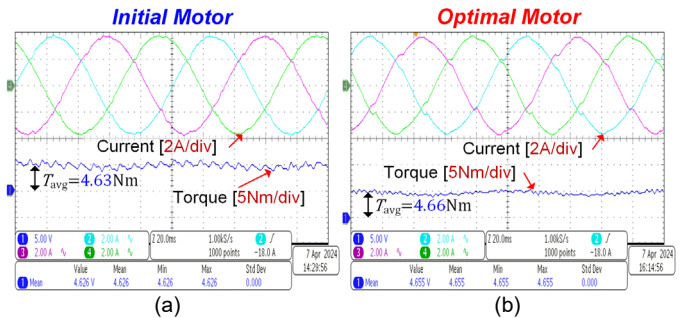 Initial Motor
Optimal Motor
Current [2A/div]
Tavg=4.63Nm
Torque [5Nm/div]
1 5.00 V 2 2.00 A Z 20.0ms 1.00kS/s 2
3 2.00 A 4 2.00 A 1000 points -18.0 A
7 Apr 2024
14:29:56
Value Mean Min Max Std Dev
1 Mean 4.626 V 4.626 4.626 4.626 0.000
(a)
Current [2A/div]
Torque [5Nm/div]
Tavg=4.66Nm
1 5.00 V 2 2.00 A Z 20.0ms 1.00kS/s 2
3 2.00 A 4 2.00 A 1000 points -18.0 A
7 Apr 2024
16:14:56
Value Mean Min Max Std Dev
1 Mean 4.655 V 4.655 4.655 4.655 0.000
(b)